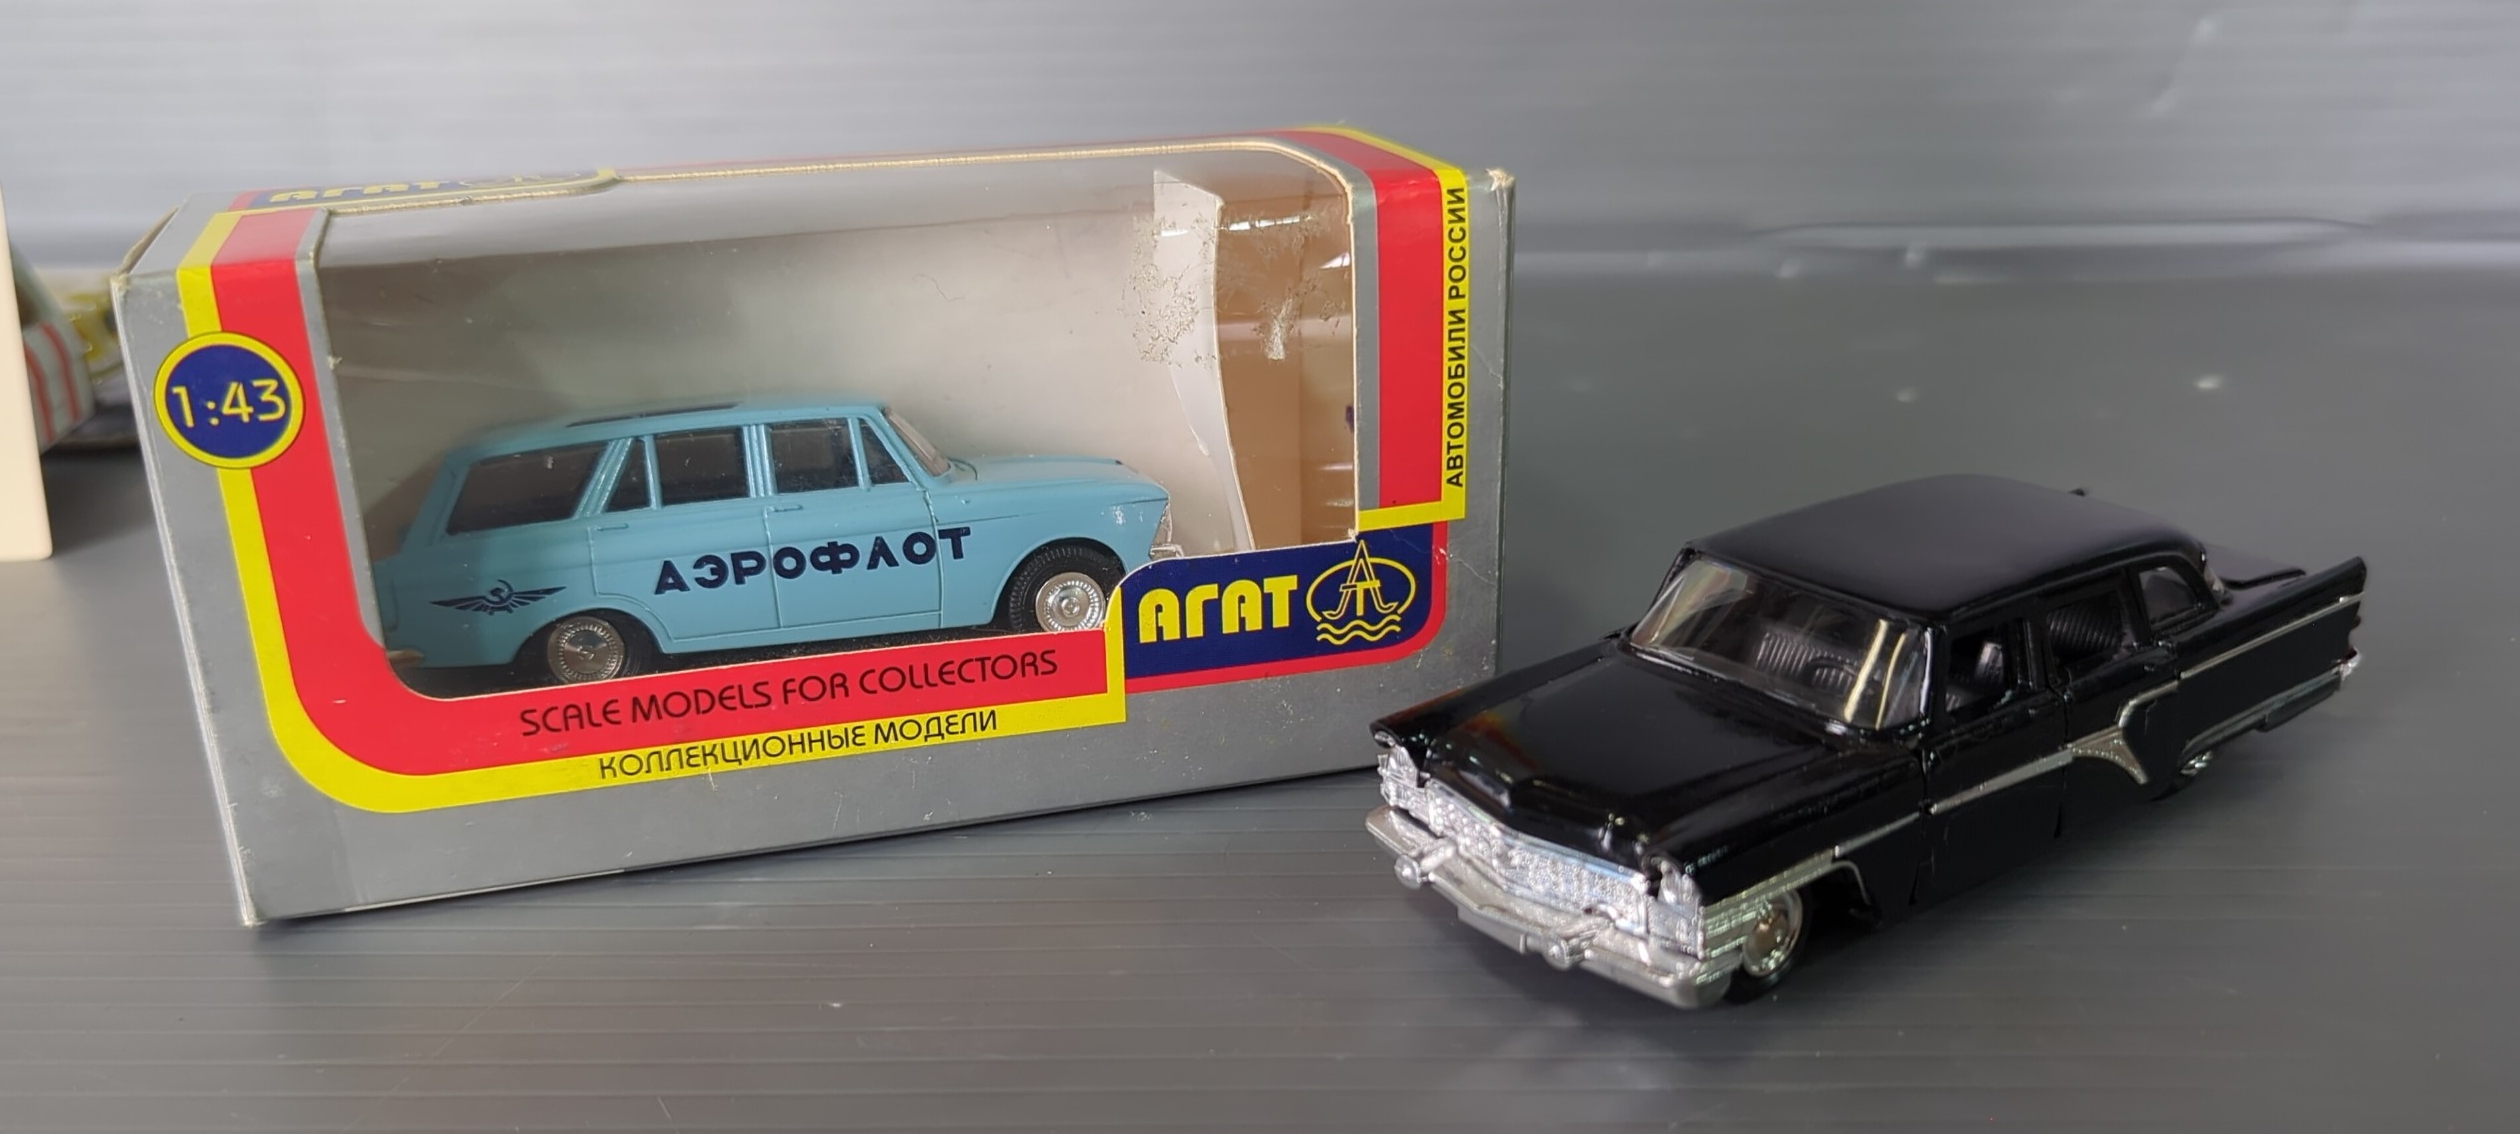 АГАТ
1:43
АЭРОФЛОТ
SCALE MODELS FOR COLLECTORS
КОЛЛЕКЦИОННЫЕ МОДЕЛИ
АГАТ
АВТОМОБИЛИ РОССИИ